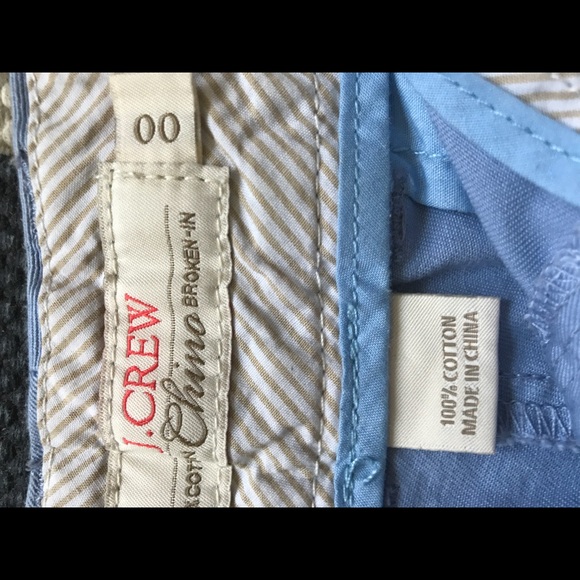 00
J.CREW
Chino BROKEN-IN
100% COTTON
MADE IN CHINA